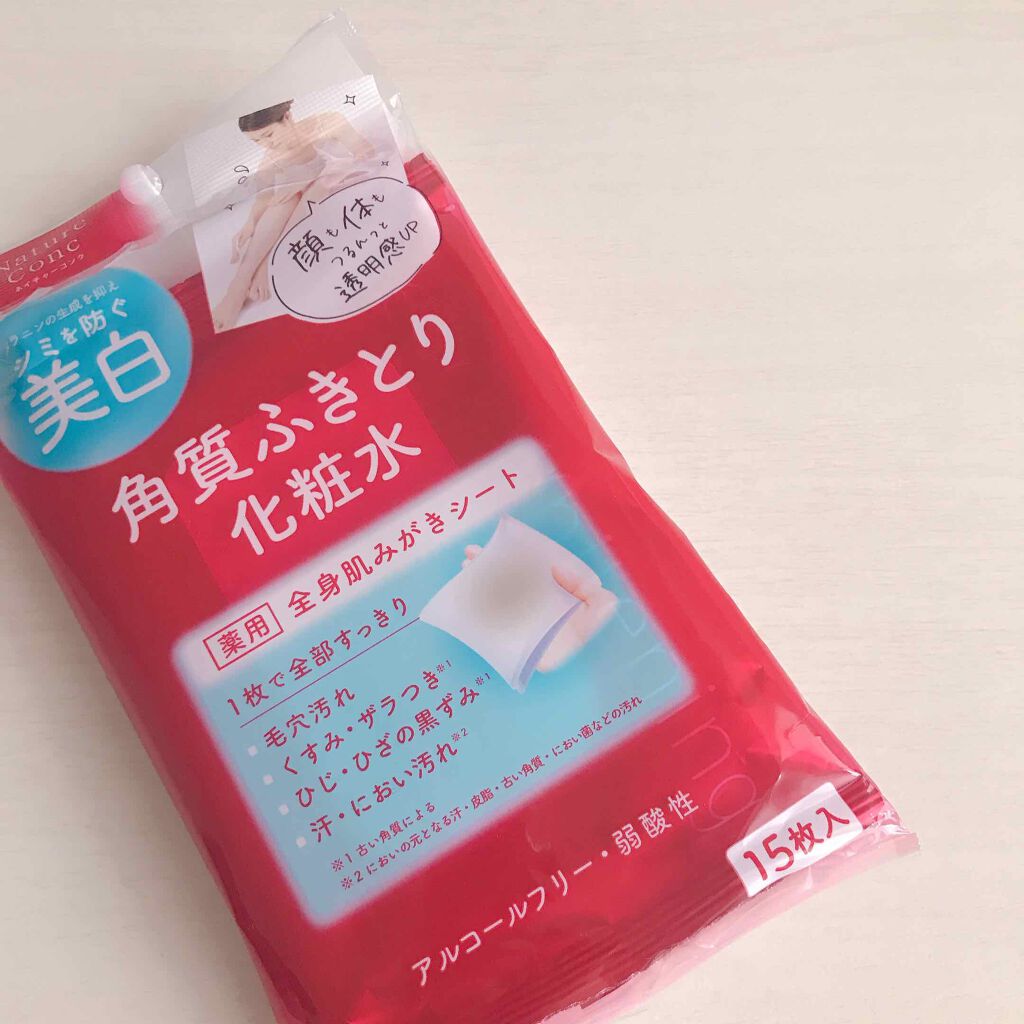 Nature
Conc
ネイチャーコンク
顔も体も
つるんっと
透明感UP
メラニンの生成を抑え
シミを防ぐ
美白
角質ふきとり
化粧水
薬用 全身肌みがきシート
1枚で全部すっきり
毛穴汚れ
くすみ・ザラつき※1
ひじ・ひざの黒ずみ※1
汗・におい汚れ※2
※1 古い角質による
※2 においの元となる汗・皮脂・古い角質・におい菌などの汚れ
アルコールフリー・弱酸性
15枚入